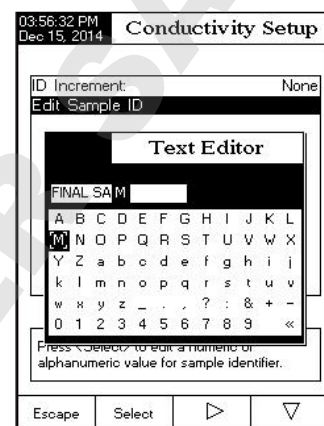 03:56:32 PM
Dec 15, 2014
Conductivity Setup
ID Increment: None
Edit Sample ID
Text Editor
FINAL SA M
A B C D E F G H I J K L
[M] N O P Q R S T U V W X
Y Z a b c d e f g h i j
k l m n o p q r s t u v
w x y z _ . , ? : & + -
0 1 2 3 4 5 6 7 8 9 «
Press <Select> to edit a numeric or
alphanumeric value for sample identifier.
Escape Select ▷ ▽